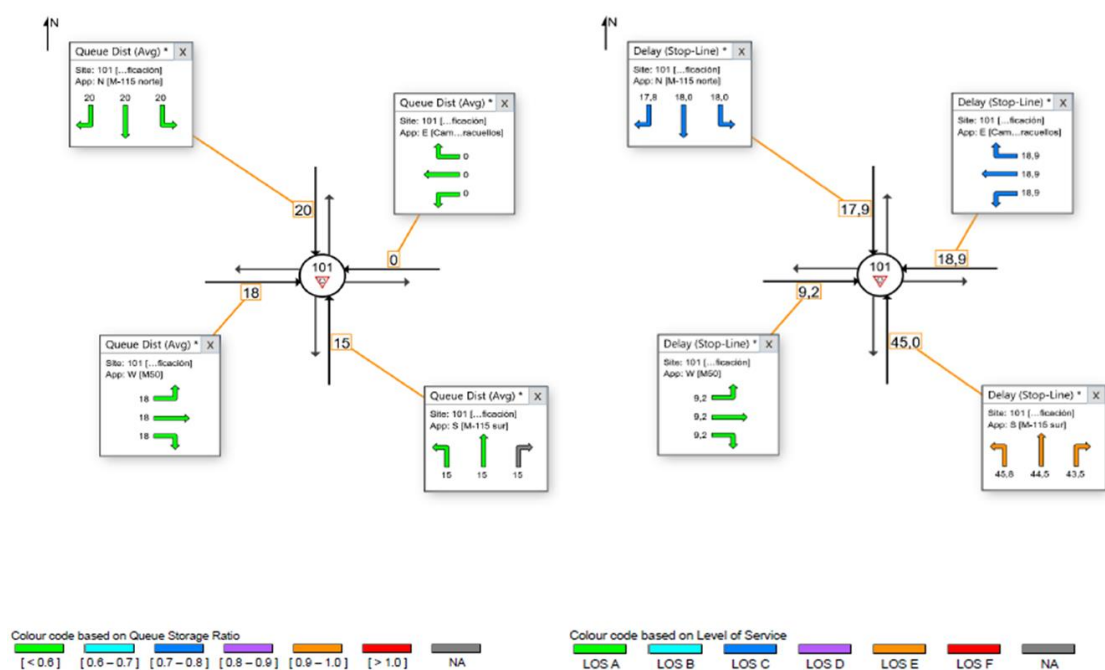 N
Queue Dist (Avg) * X
Site: 101 [...ficación]
App: N [M-115 norte]
20 20 20
Queue Dist (Avg) * X
Site: 101 [...ficación]
App: E [Cam...racuellos]
0
0
0
20
101
0
18
15
Queue Dist (Avg) * X
Site: 101 [...ficación]
App: W [M50]
18
18
18
Queue Dist (Avg) * X
Site: 101 [...ficación]
App: S [M-115 sur]
15 15 15
Colour code based on Queue Storage Ratio
[ < 0.6 ] [ 0.6 – 0.7 ] [ 0.7 – 0.8 ] [ 0.8 – 0.9 ] [ 0.9 – 1.0 ] [ > 1.0 ] NA
N
Delay (Stop-Line) * X
Site: 101 [...ficación]
App: N [M-115 norte]
17,8 18,0 18,0
Delay (Stop-Line) * X
Site: 101 [...ficación]
App: E [Cam...racuellos]
18,9
18,9
18,9
17,9
101
18,9
9,2
45,0
Delay (Stop-Line) * X
Site: 101 [...ficación]
App: W [M50]
9,2
9,2
9,2
Delay (Stop-Line) * X
Site: 101 [...ficación]
App: S [M-115 sur]
45,8 44,5 43,5
Colour code based on Level of Service
LOS A LOS B LOS C LOS D LOS E LOS F NA